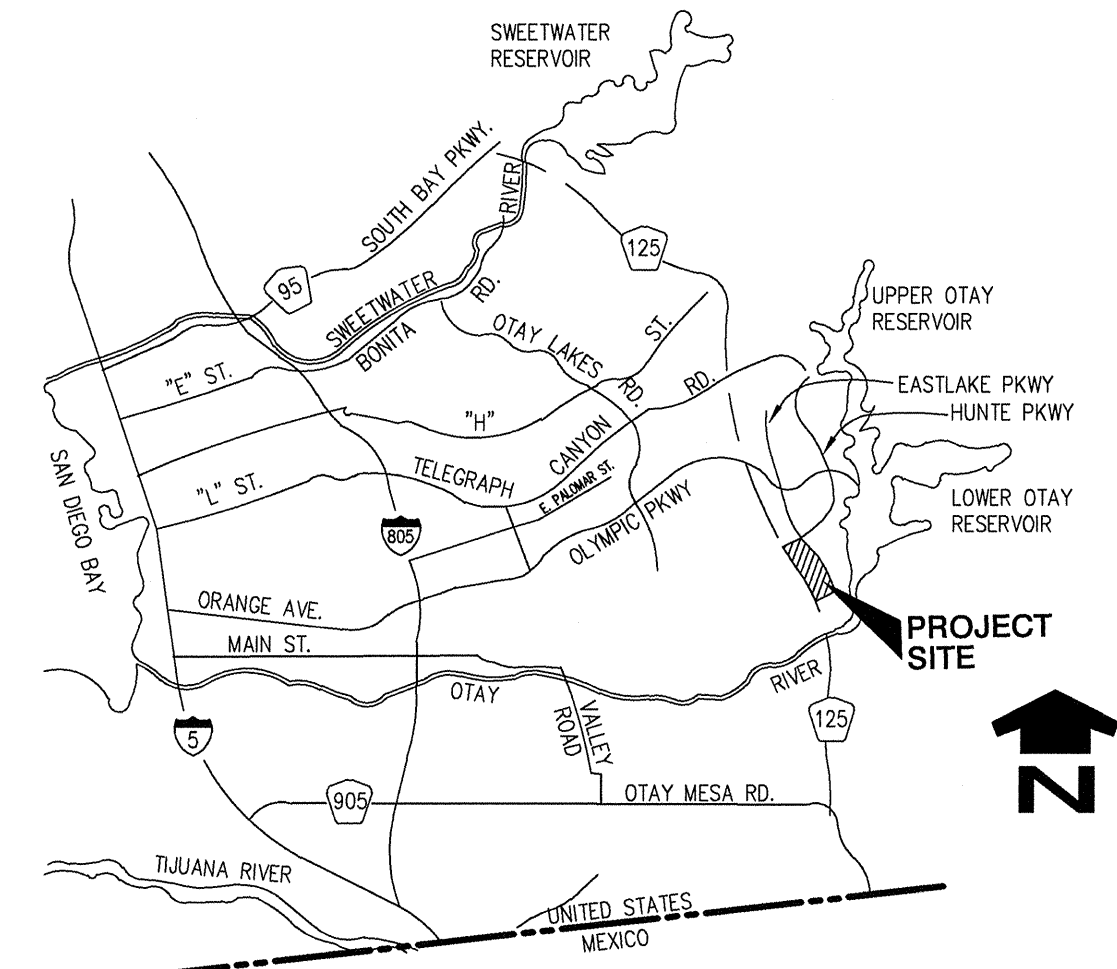 SWEETWATER
RESERVOIR
SOUTH BAY PKWY.
RIVER
125
95
SWEETWATER
RD.
BONITA
UPPER OTAY
RESERVOIR
OTAY LAKES
RD.
ST.
"E" ST.
"H"
RD.
EASTLAKE PKWY
HUNTE PKWY
CANYON
TELEGRAPH
SAN DIEGO BAY
"L" ST.
E. PALOMAR ST.
LOWER OTAY
RESERVOIR
805
OLYMPIC PKWY
ORANGE AVE.
PROJECT
SITE
MAIN ST.
OTAY
RIVER
VALLEY
ROAD
5
125
N
905
OTAY MESA RD.
TIJUANA RIVER
UNITED STATES
MEXICO